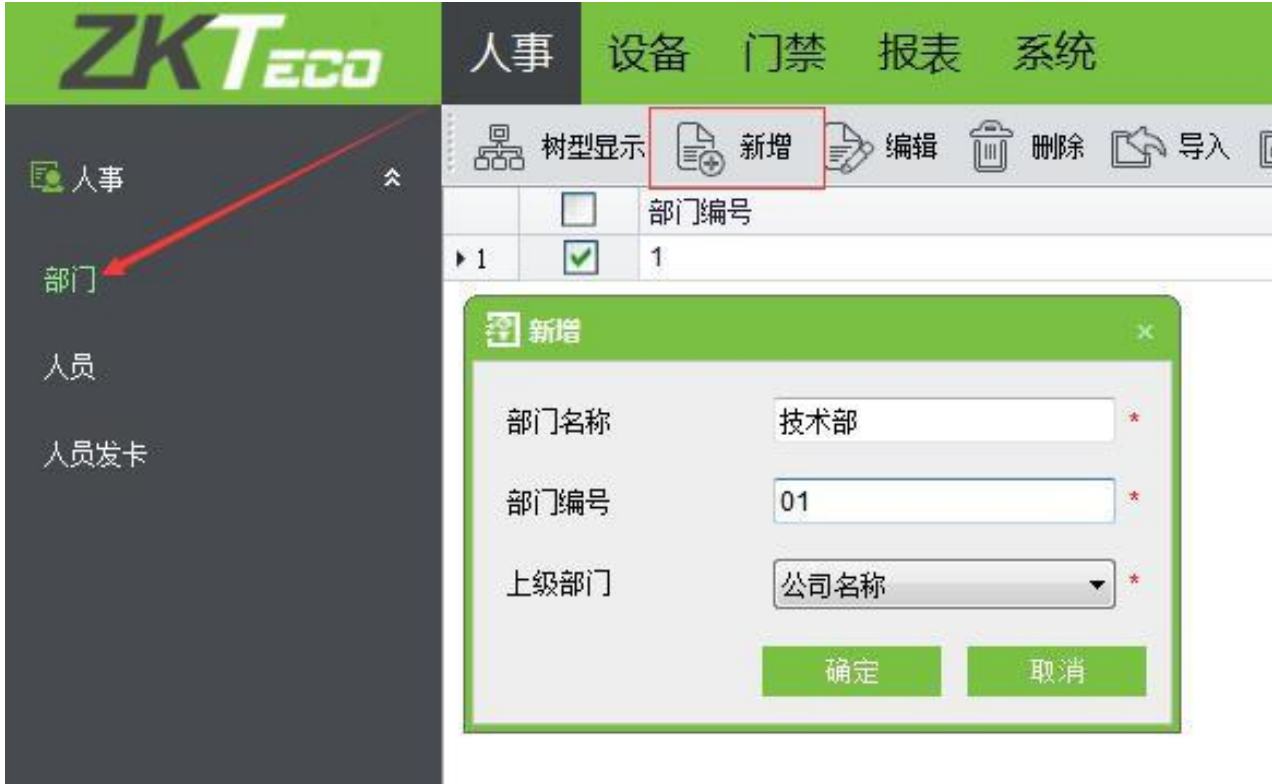 ZKTECO
人事 设备 门禁 报表 系统
树型显示 新增 编辑 删除 导入
人事
部门
人员
人员发卡
部门编号
1 1
新增
部门名称 技术部 *
部门编号 01 *
上级部门 公司名称 *
确定 取消